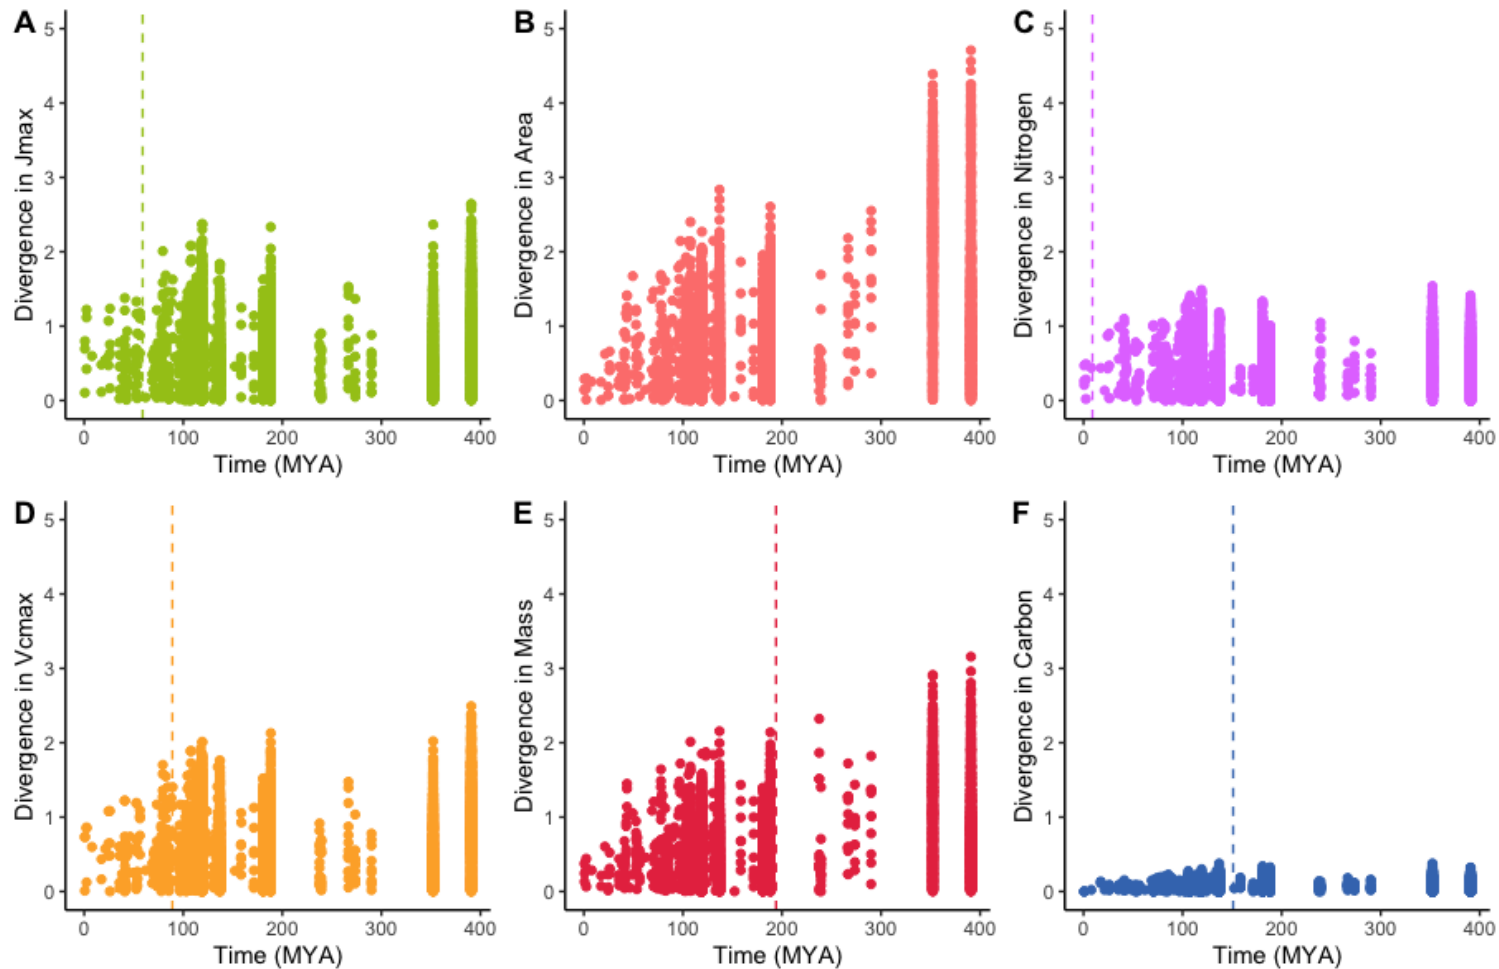 A
5
4
3
2
1
0
Divergence in Jmax
0 100 200 300 400
Time (MYA)
B
5
4
3
2
1
0
Divergence in Area
0 100 200 300 400
Time (MYA)
C
5
4
3
2
1
0
Divergence in Nitrogen
0 100 200 300 400
Time (MYA)
D
5
4
3
2
1
0
Divergence in Vcmax
0 100 200 300 400
Time (MYA)
E
5
4
3
2
1
0
Divergence in Mass
0 100 200 300 400
Time (MYA)
F
5
4
3
2
1
0
Divergence in Carbon
0 100 200 300 400
Time (MYA)